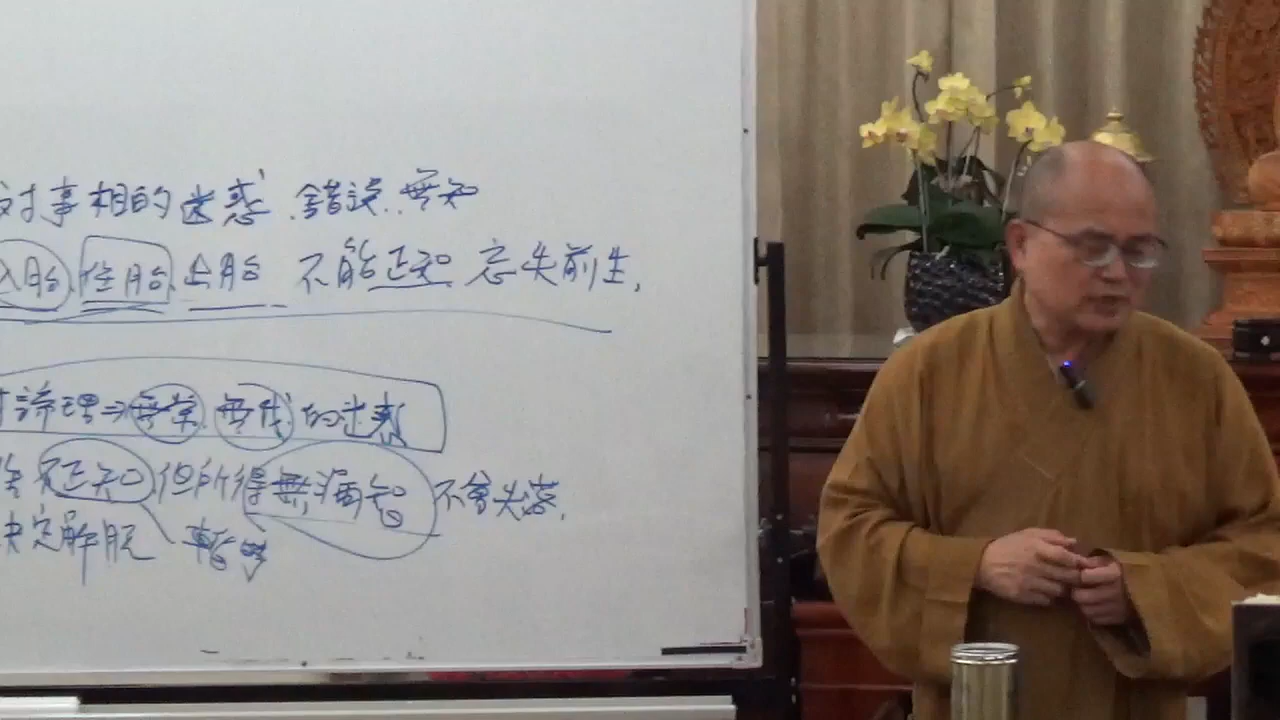 對事相的迷惑.錯誤.無知
入胎 住胎 出胎 不能正知 忘失前生,
諦理⇒無常 無我 的迷惑
不正知 但所得無漏智 不會失落,
決定解脫 暫時